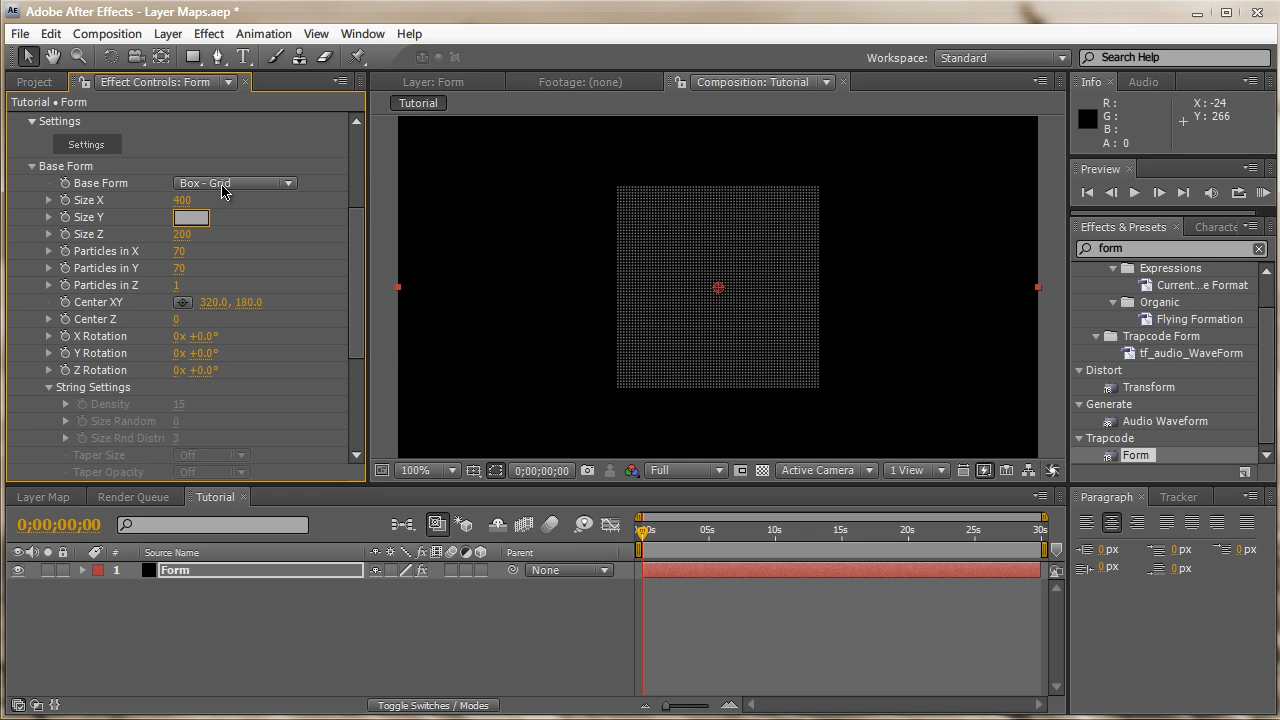 Adobe After Effects - Layer Maps.aep *
File Edit Composition Layer Effect Animation View Window Help
Workspace: Standard Search Help
Project Effect Controls: Form
Layer: Form Footage: (none) Composition: Tutorial
Info Audio
Tutorial • Form
Tutorial
R: X: -24
G: Y: 266
B:
A: 0
Settings
Settings
Base Form
Base Form Box - Grid
Size X 400
Size Y
Size Z 200
Particles in X 70
Particles in Y 70
Particles in Z 1
Center XY 320.0, 180.0
Center Z 0
X Rotation 0x +0.0°
Y Rotation 0x +0.0°
Z Rotation 0x +0.0°
String Settings
Density 15
Size Random 0
Size Rnd Distri 3
Taper Size Off
Taper Opacity Off
100% 0;00;00;00 Full Active Camera 1 View
Preview
Effects & Presets Characte
form
Expressions
Current...e Format
Organic
Flying Formation
Trapcode Form
tf_audio_WaveForm
Distort
Transform
Generate
Audio Waveform
Trapcode
Form
Layer Map Render Queue Tutorial
0;00;00;00
05s 10s 15s 20s 25s 30s
# Source Name Parent
1 Form None
Toggle Switches / Modes
Paragraph Tracker
0 px 0 px 0 px
0 px 0 px